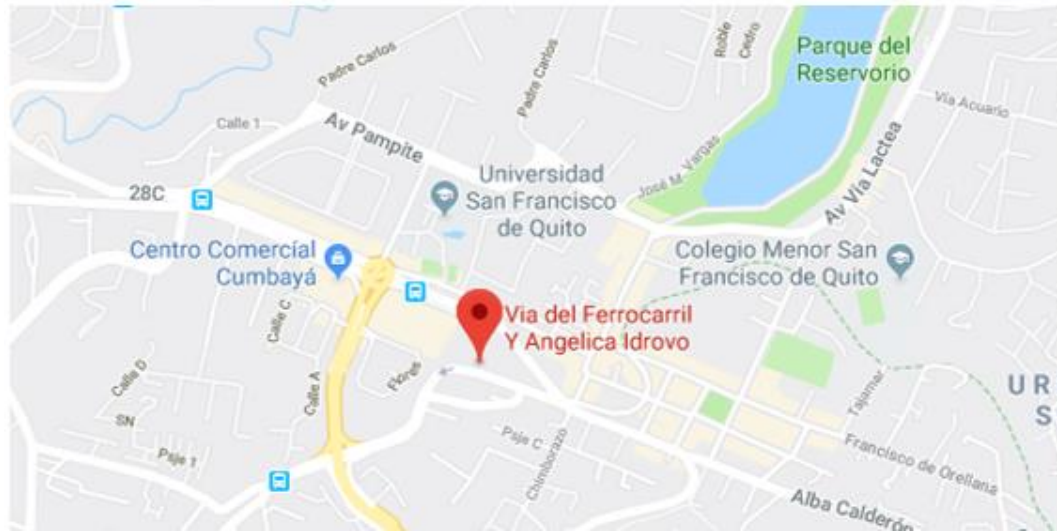 Roble
Cedro
Parque del
Reservorio
Padre Carlos
Padre Carlos
Vía Acuario
Calle 1
Av Pampite
José M. Vargas
Av Vía Lactea
28C
Universidad
San Francisco
de Quito
Centro Comercial
Cumbayá
Colegio Menor San
Francisco de Quito
Calle C
Via del Ferrocarril
Y Angelica Idrovo
Calle D
Calle A
Flores
Tajamar
U R
S
SN
Psje 1
Psje C
Chimborazo
Francisco de Orellana
Alba Calderón